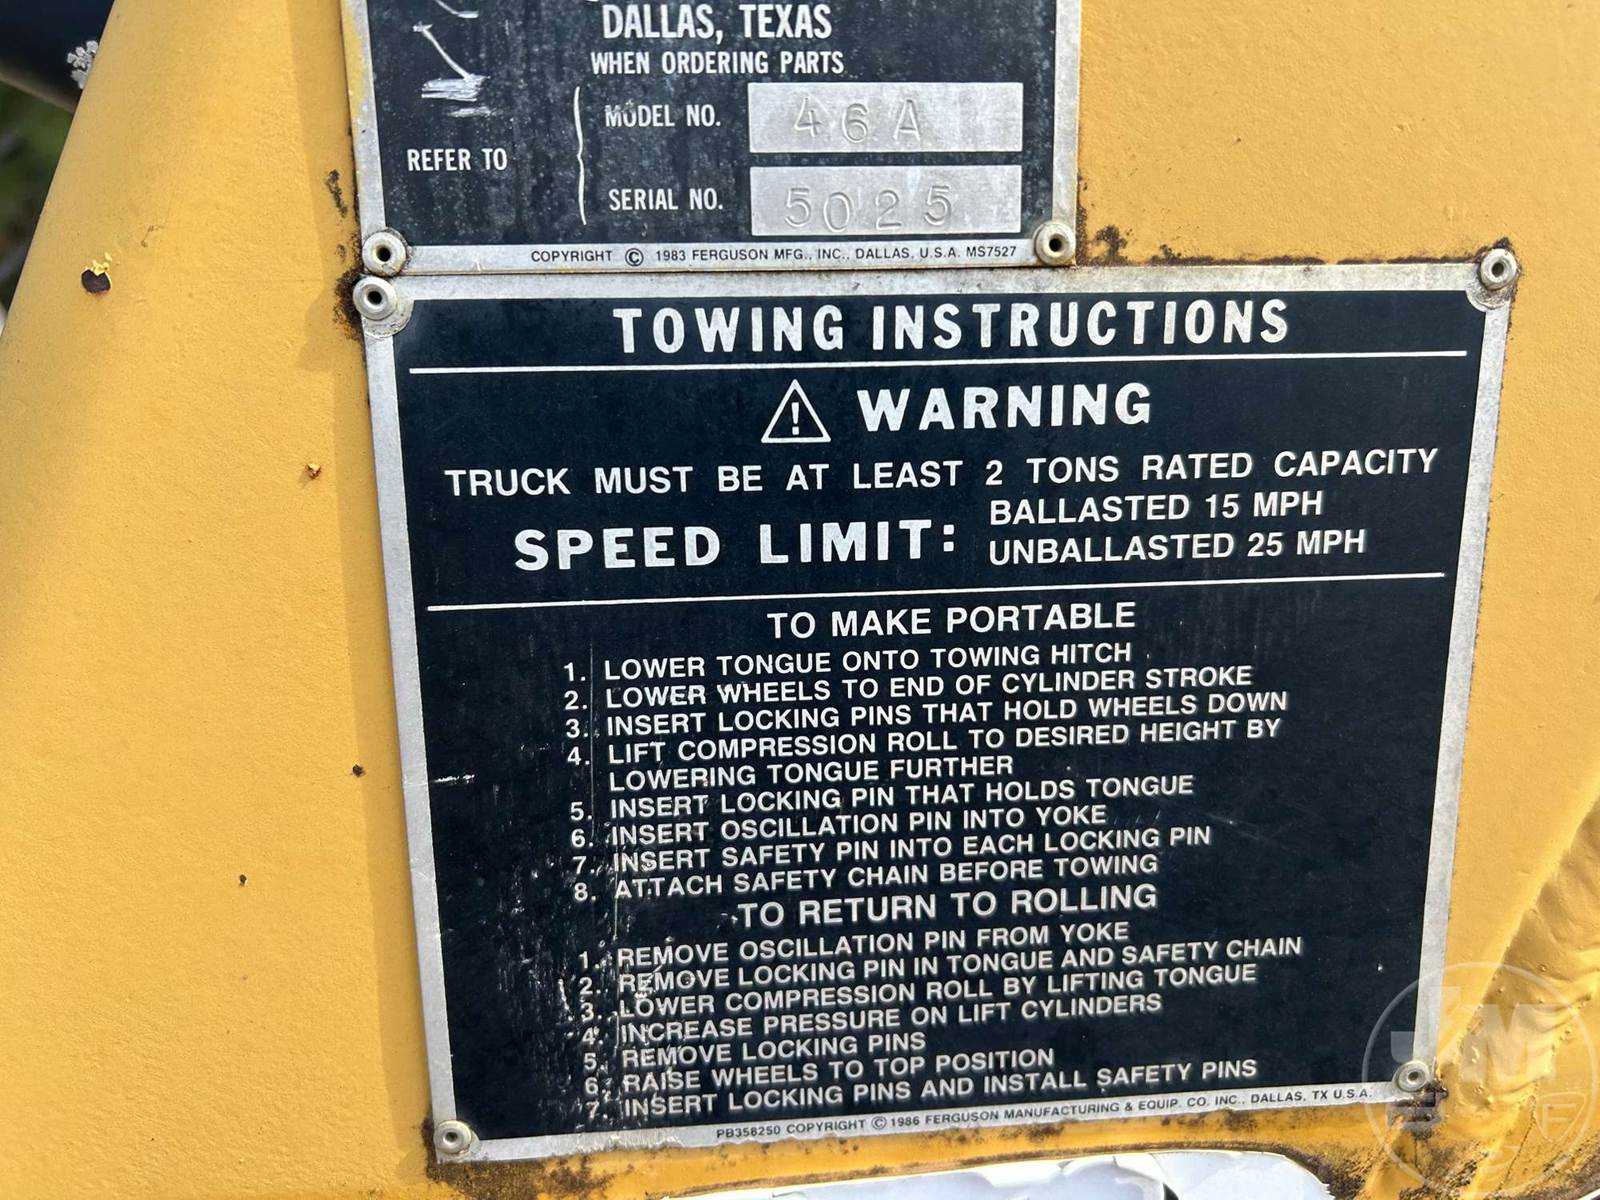 DALLAS, TEXAS
WHEN ORDERING PARTS
REFER TO
MODEL NO. 46A
SERIAL NO. 5025
COPYRIGHT © 1983 FERGUSON MFG., INC., DALLAS, U.S.A. MS7527
TOWING INSTRUCTIONS
WARNING
TRUCK MUST BE AT LEAST 2 TONS RATED CAPACITY
SPEED LIMIT: BALLASTED 15 MPH
UNBALLASTED 25 MPH
TO MAKE PORTABLE
1. LOWER TONGUE ONTO TOWING HITCH
2. LOWER WHEELS TO END OF CYLINDER STROKE
3. INSERT LOCKING PINS THAT HOLD WHEELS DOWN
4. LIFT COMPRESSION ROLL TO DESIRED HEIGHT BY
LOWERING TONGUE FURTHER
5. INSERT LOCKING PIN THAT HOLDS TONGUE
6. INSERT OSCILLATION PIN INTO YOKE
7. INSERT SAFETY PIN INTO EACH LOCKING PIN
8. ATTACH SAFETY CHAIN BEFORE TOWING
TO RETURN TO ROLLING
1. REMOVE OSCILLATION PIN FROM YOKE
2. REMOVE LOCKING PIN IN TONGUE AND SAFETY CHAIN
3. LOWER COMPRESSION ROLL BY LIFTING TONGUE
4. INCREASE PRESSURE ON LIFT CYLINDERS
5. REMOVE LOCKING PINS
6. RAISE WHEELS TO TOP POSITION
7. INSERT LOCKING PINS AND INSTALL SAFETY PINS
PB358250 COPYRIGHT © 1986 FERGUSON MANUFACTURING & EQUIP. CO. INC., DALLAS, TX U.S.A.